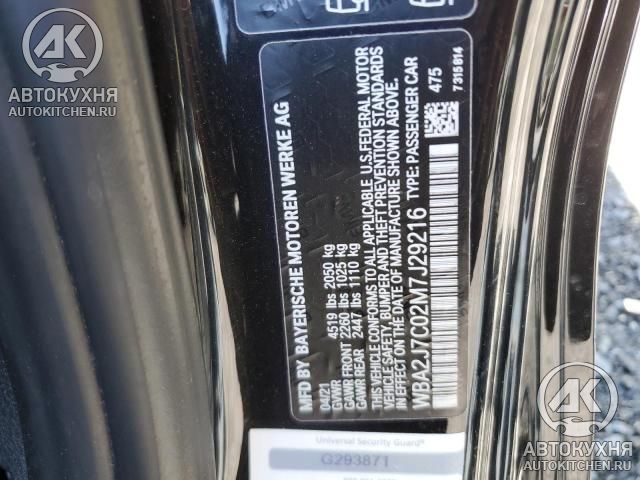 MFD BY BAYERISCHE MOTOREN WERKE AG
04/21
GVWR 4519 lbs 2050 kg
GAWR FRONT 2260 lbs 1025 kg
GAWR REAR 2447 lbs 1110 kg
THIS VEHICLE CONFORMS TO ALL APPLICABLE U.S.FEDERAL MOTOR
VEHICLE SAFETY, BUMPER AND THEFT PREVENTION STANDARDS
IN EFFECT ON THE DATE OF MANUFACTURE SHOWN ABOVE.
WBA2J7C02M7J29216 TYPE: PASSENGER CAR
475
7315814
Universal Security Guard®
G293871
АК
АВТОКУХНЯ
AUTOKITCHEN.RU
АК
АВТОКУХНЯ
AUTOKITCHEN.RU